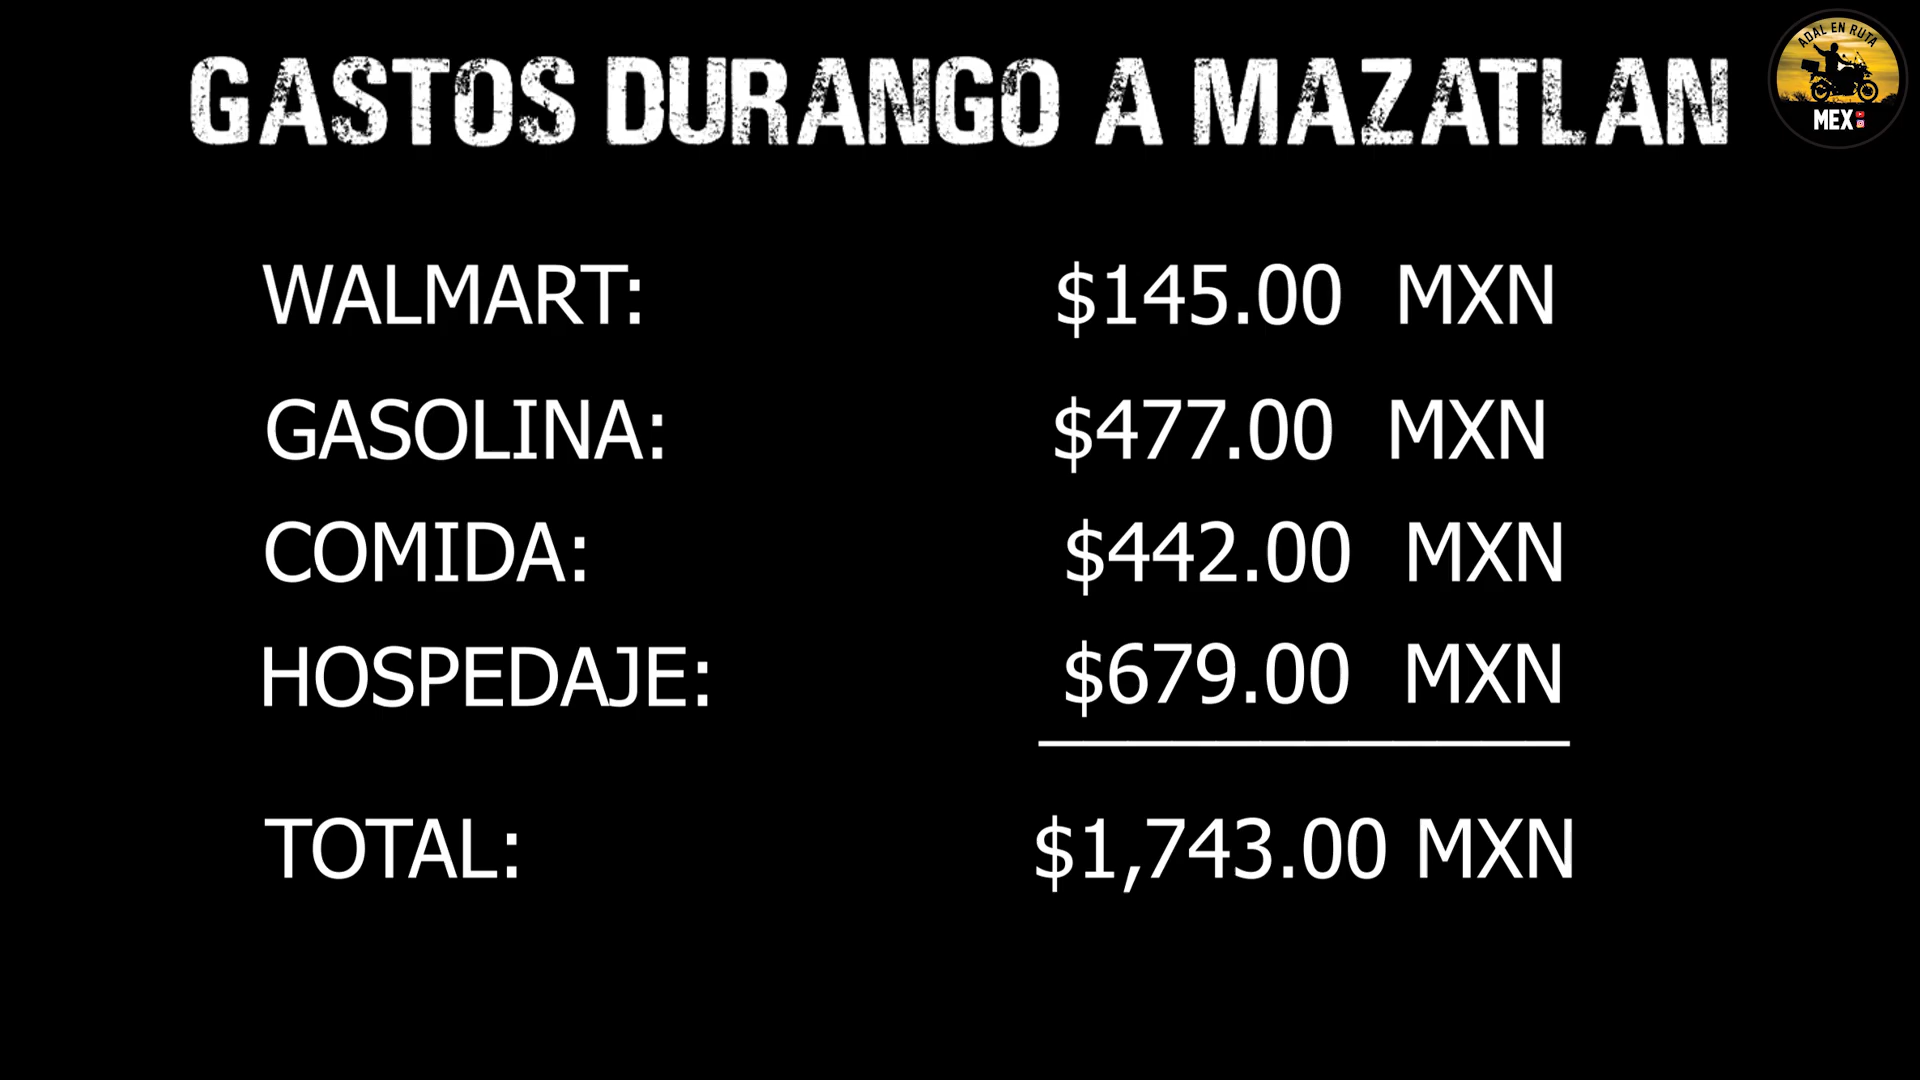 GASTOS DURANGO A MAZATLAN
ADAL EN RUTA
MEX
WALMART: $145.00 MXN
GASOLINA: $477.00 MXN
COMIDA: $442.00 MXN
HOSPEDAJE: $679.00 MXN
TOTAL: $1,743.00 MXN